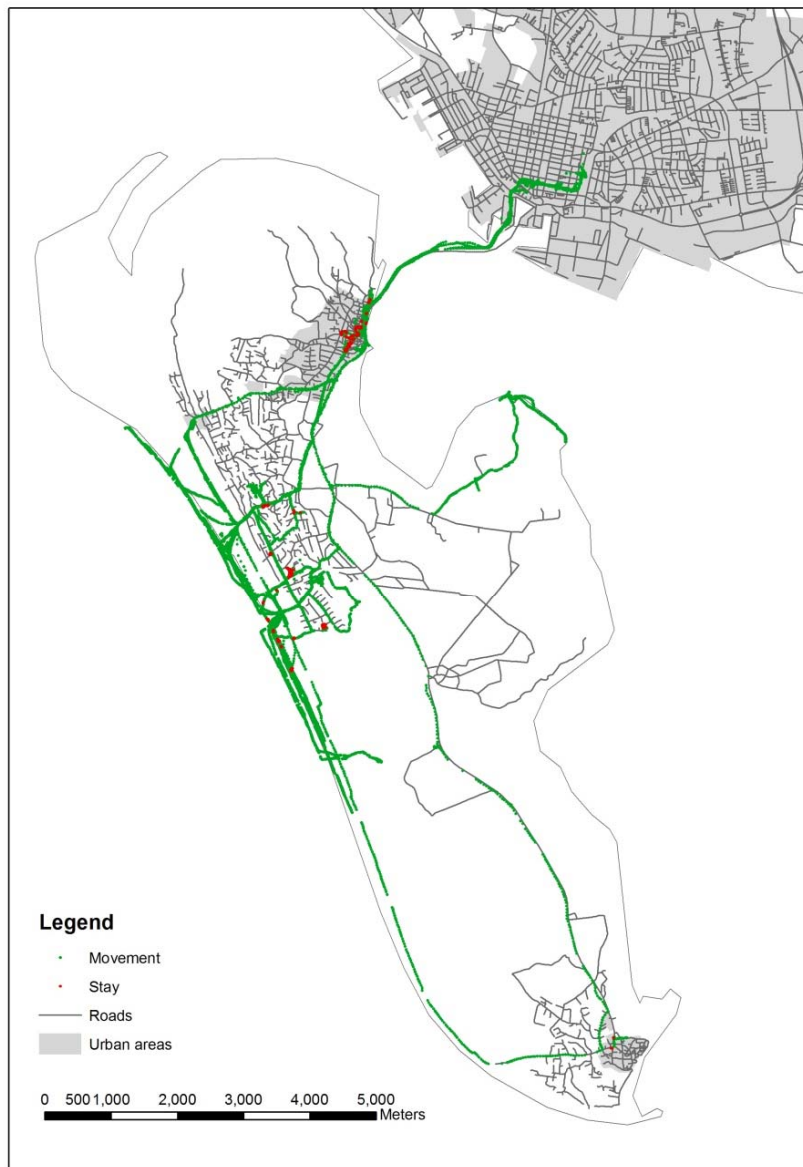 Legend
Movement
Stay
Roads
Urban areas
0 500 1,000 2,000 3,000 4,000 5,000
Meters